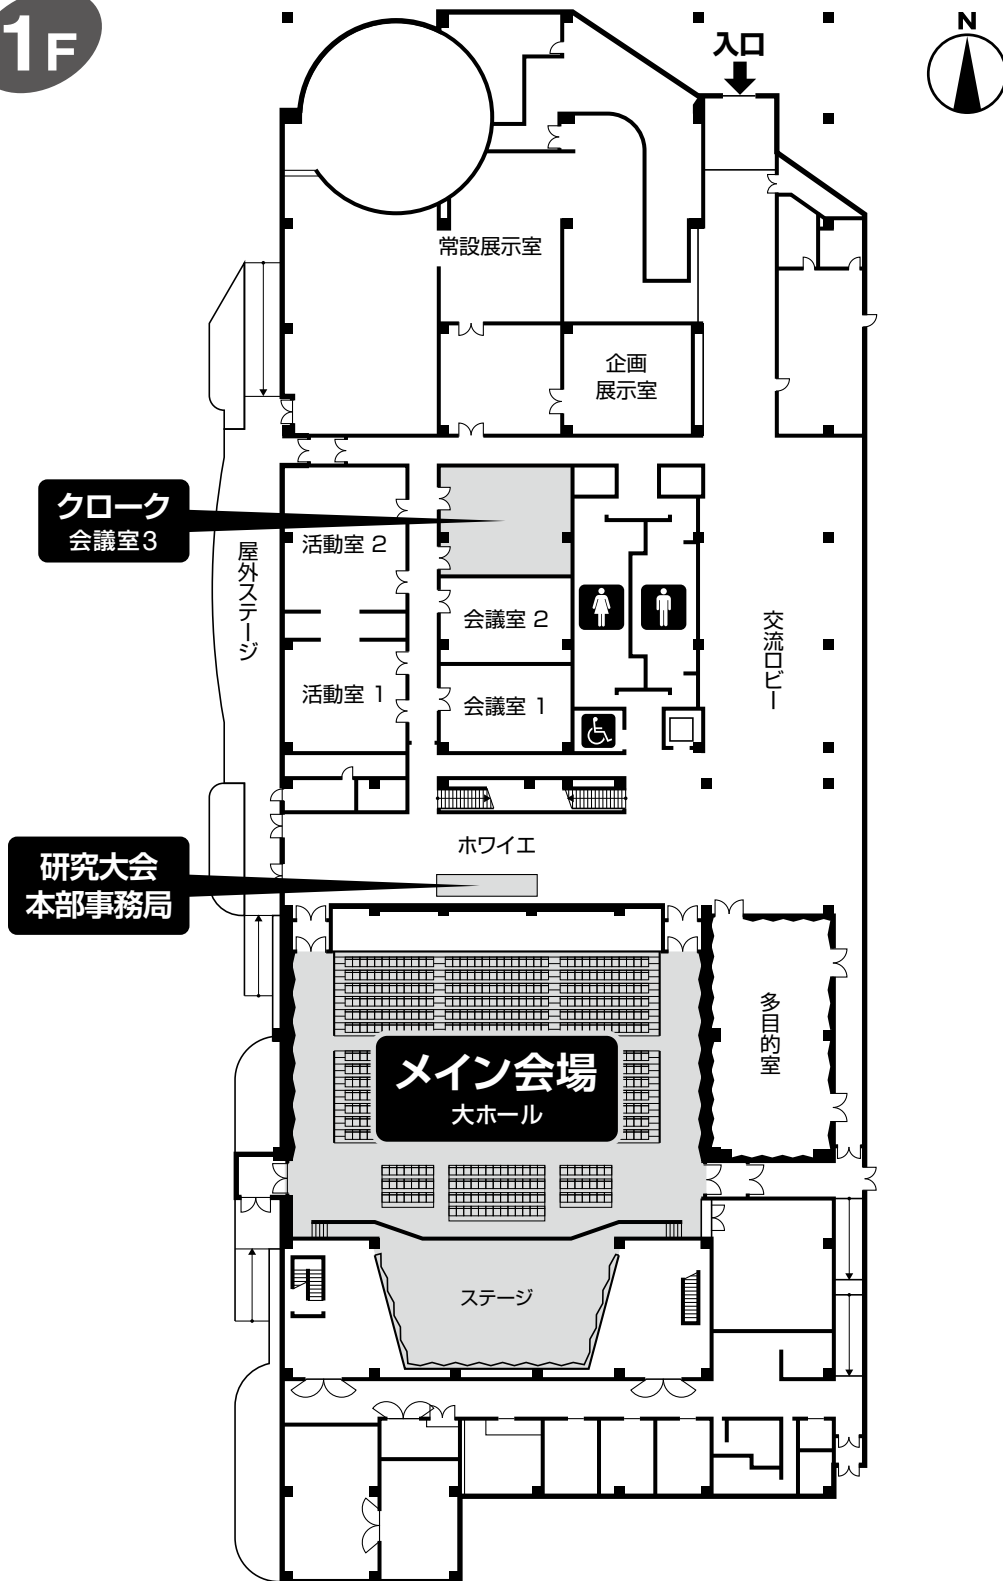 1F
N
入口
常設展示室
企画
展示室
クローク
会議室3
活動室 2
屋外ステージ
会議室 2
交流ロビー
活動室 1
会議室 1
ホワイエ
研究大会
本部事務局
多目的室
メイン会場
大ホール
ステージ